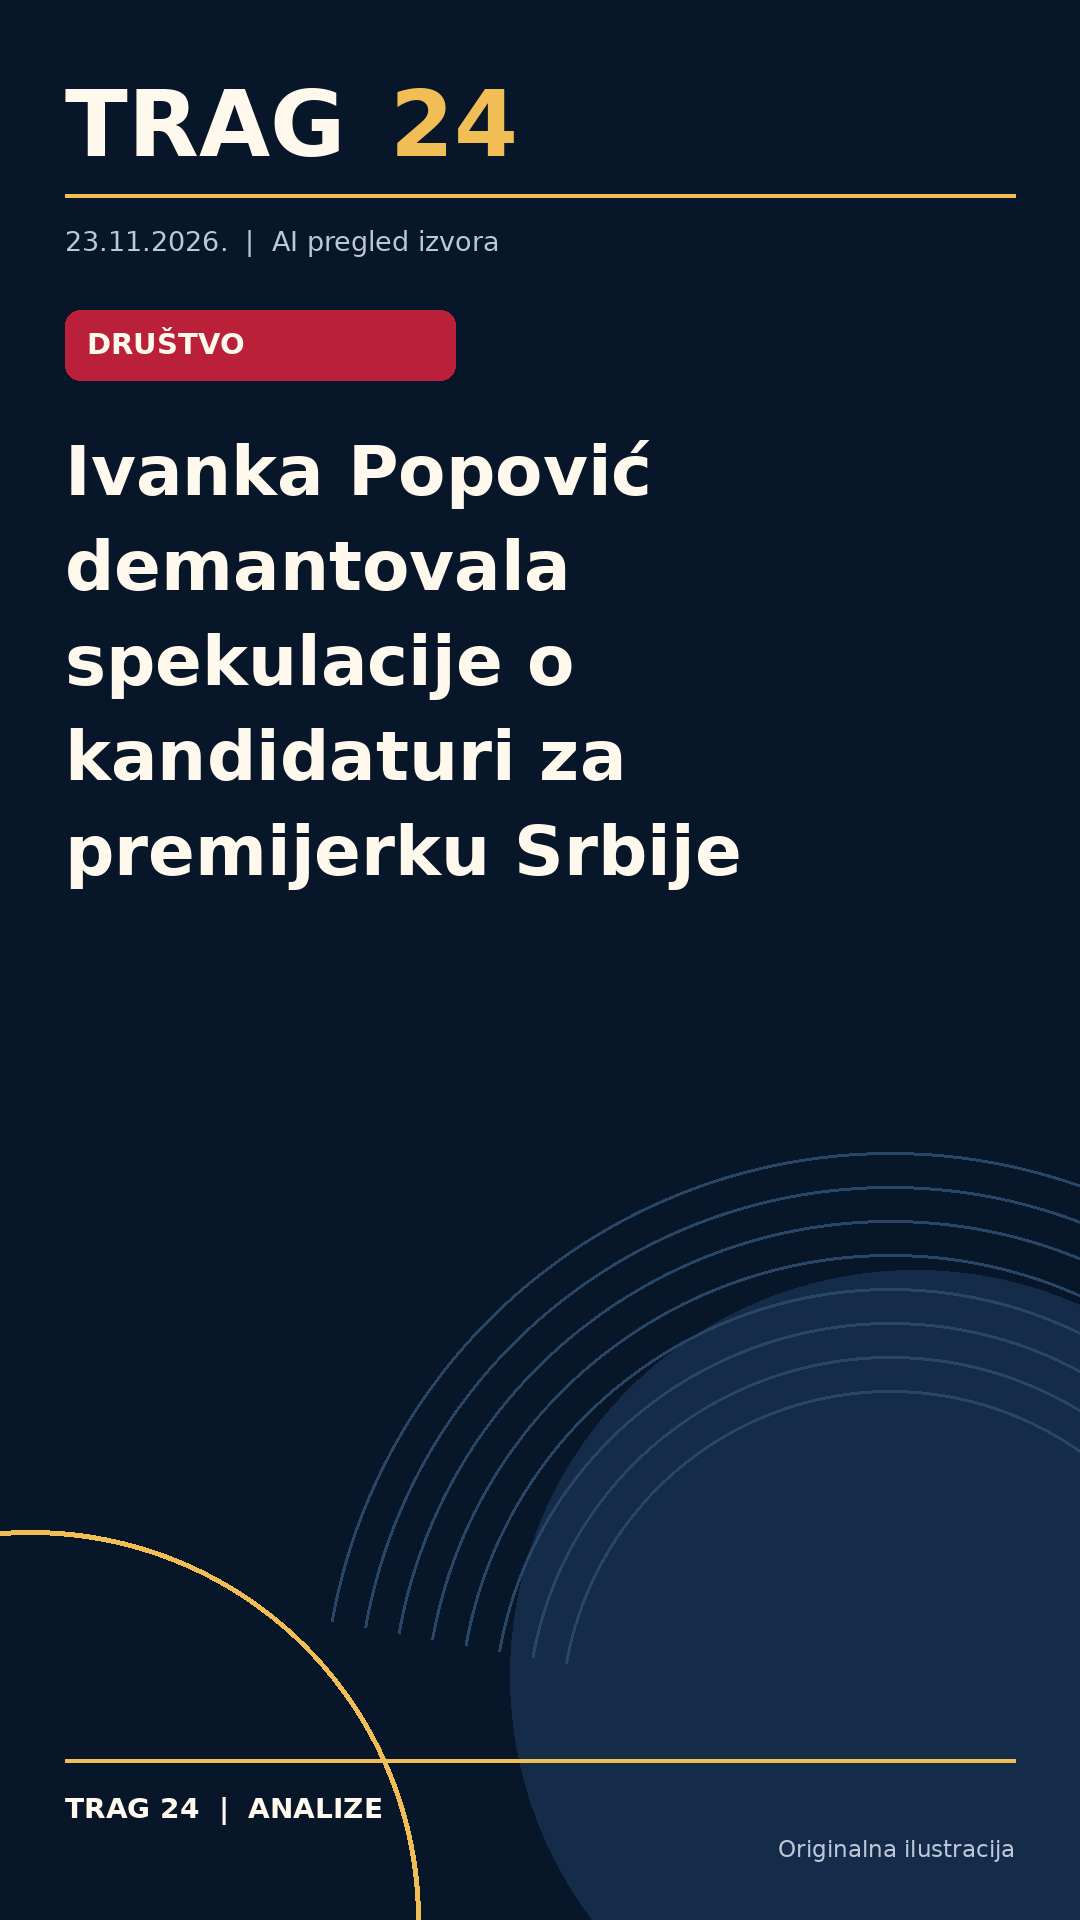 TRAG 24
23.11.2026. | AI pregled izvora
DRUŠTVO
Ivanka Popović
demantovala
spekulacije o
kandidaturi za
premijerku Srbije
TRAG 24 | ANALIZE
Originalna ilustracija